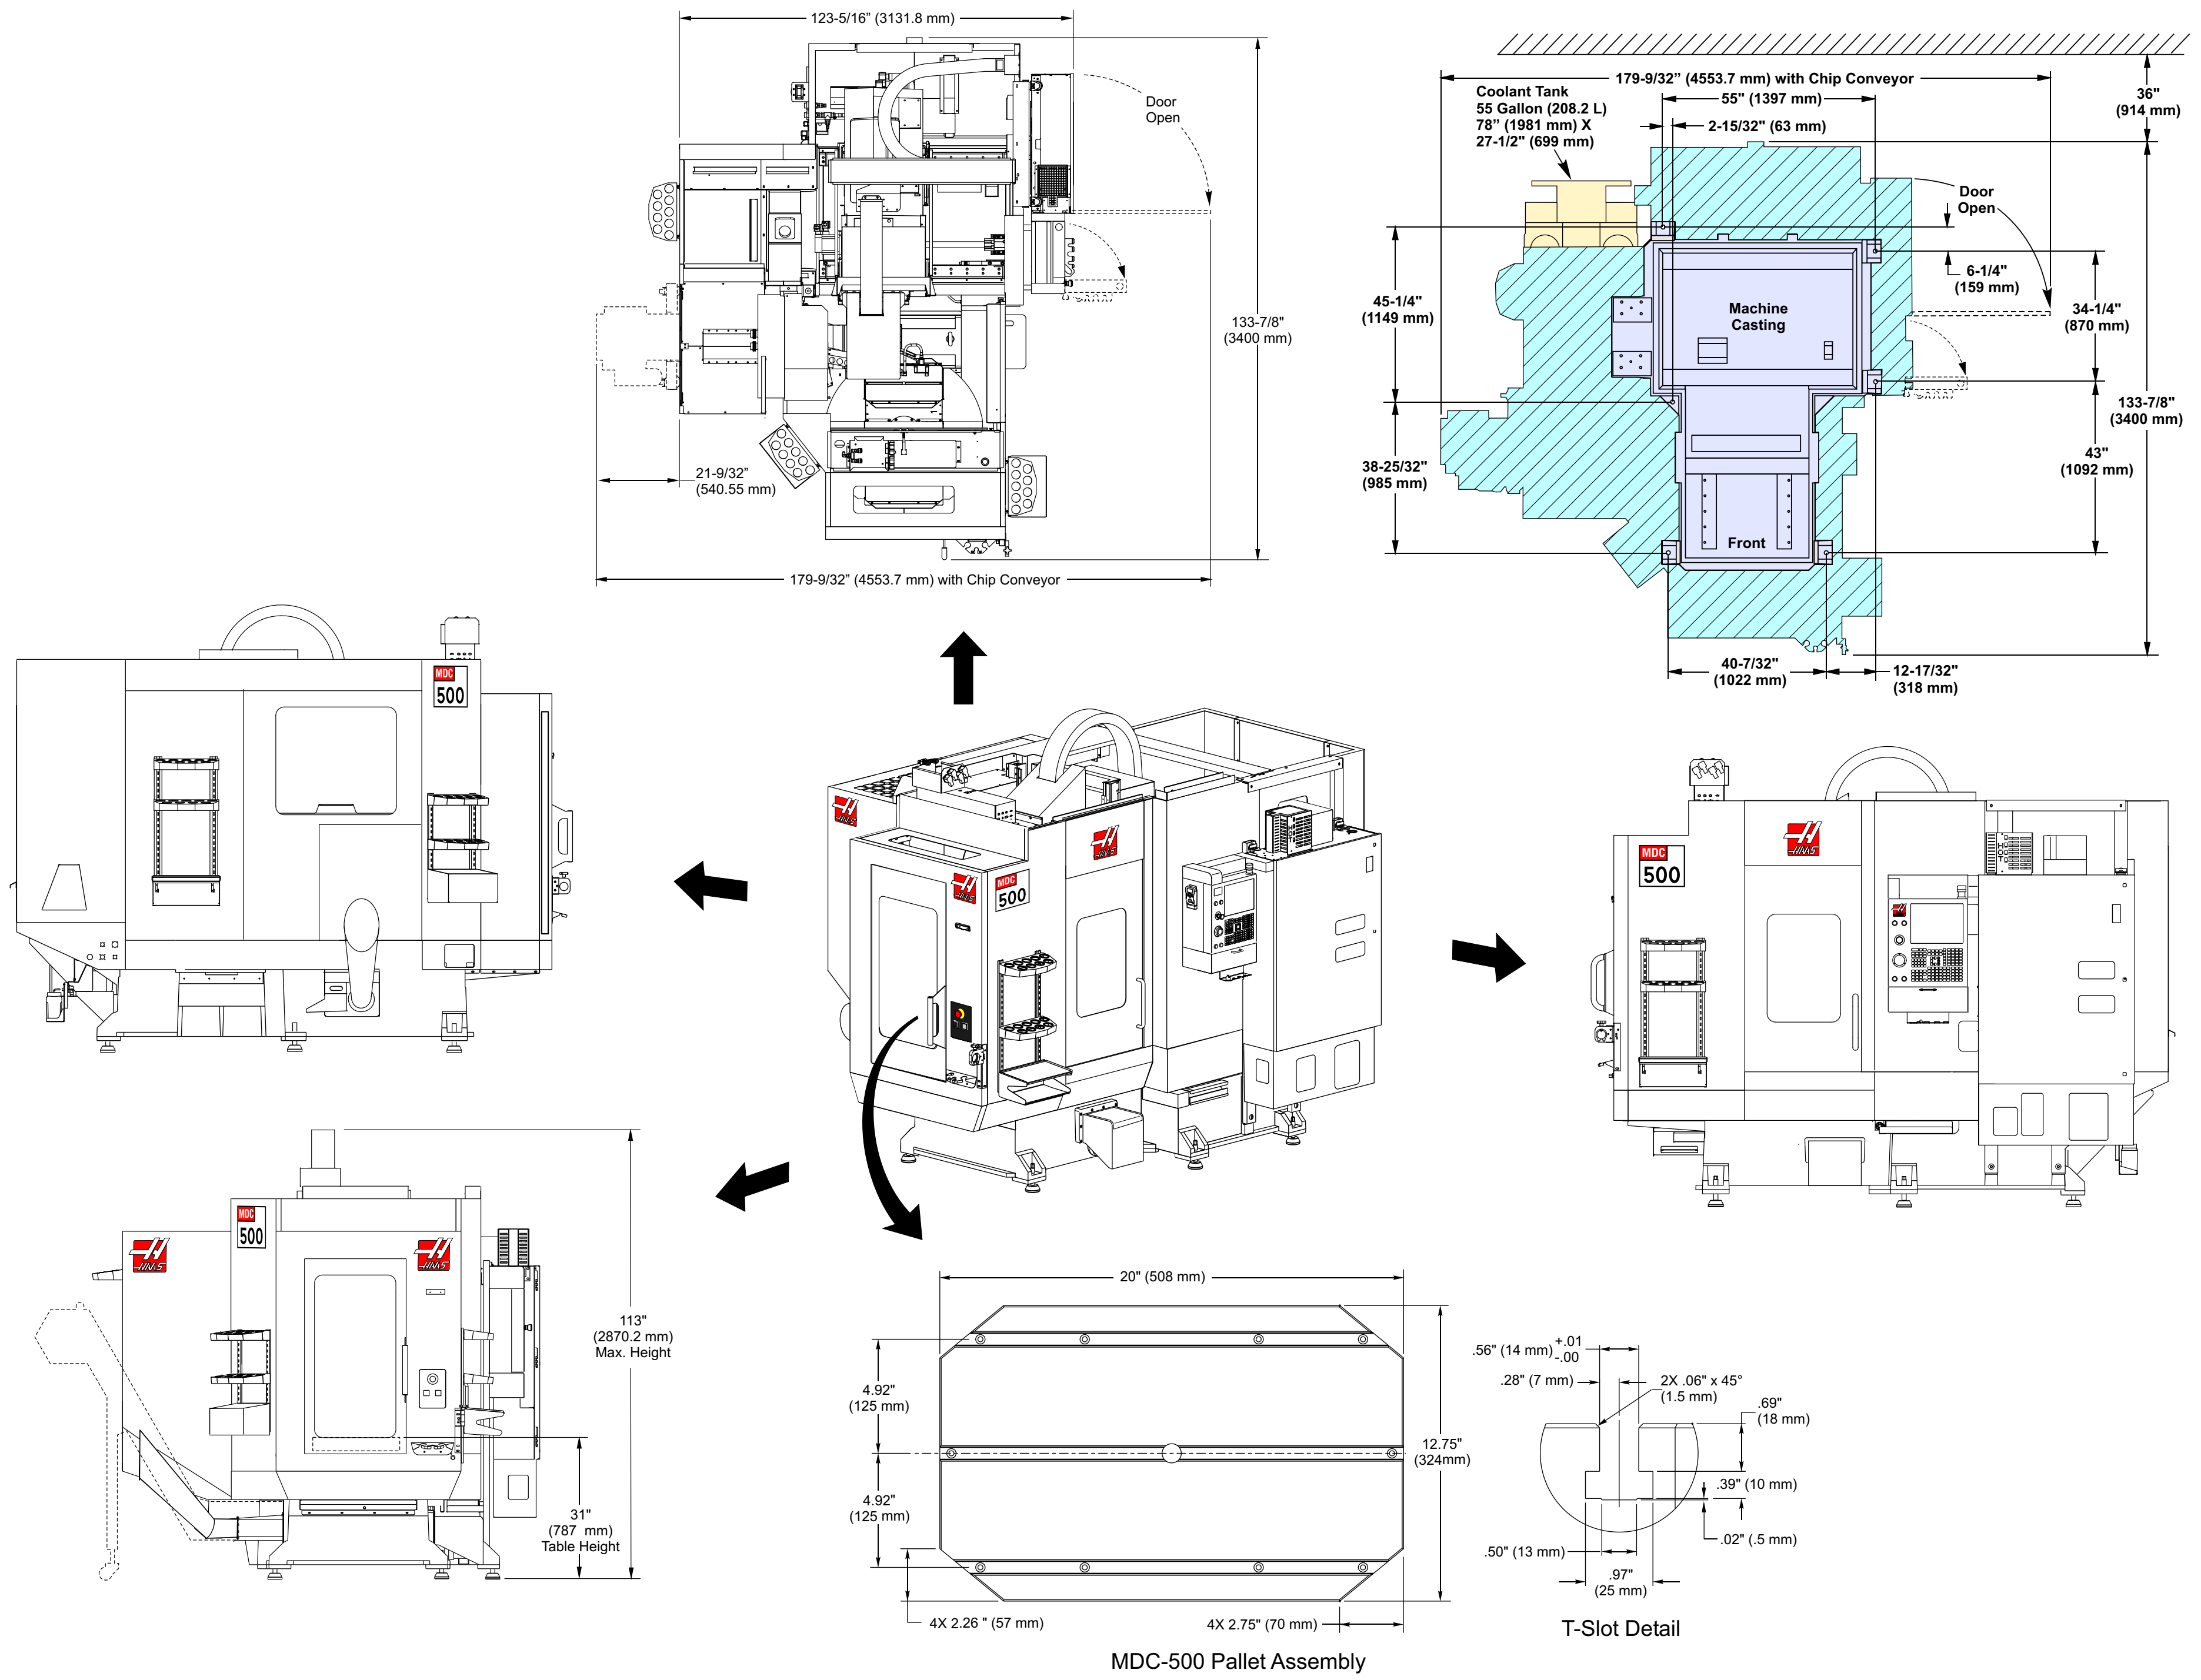 123-5/16” (3131.8 mm)
Door
Open
133-7/8"
(3400 mm)
21-9/32”
(540.55 mm)
179-9/32” (4553.7 mm) with Chip Conveyor
179-9/32” (4553.7 mm) with Chip Conveyor
36"
(914 mm)
Coolant Tank
55 Gallon (208.2 L)
78” (1981 mm) X
27-1/2" (699 mm)
55" (1397 mm)
2-15/32" (63 mm)
Door
Open
6-1/4"
(159 mm)
45-1/4"
(1149 mm)
Machine
Casting
34-1/4"
(870 mm)
133-7/8"
(3400 mm)
38-25/32"
(985 mm)
43"
(1092 mm)
Front
40-7/32"
(1022 mm)
12-17/32"
(318 mm)
MDC
500
HAAS
HAAS
HAAS
MDC
500
HAAS
MDC
500
HOT
MDC
500
HAAS
HAAS
113"
(2870.2 mm)
Max. Height
31"
(787 mm)
Table Height
20" (508 mm)
4.92"
(125 mm)
4.92"
(125 mm)
12.75"
(324mm)
4X 2.26 " (57 mm)
4X 2.75" (70 mm)
MDC-500 Pallet Assembly
.56" (14 mm) +.01
-.00
.28" (7 mm)
2X .06" x 45°
(1.5 mm)
.69"
(18 mm)
.39" (10 mm)
.02" (.5 mm)
.50" (13 mm)
.97"
(25 mm)
T-Slot Detail